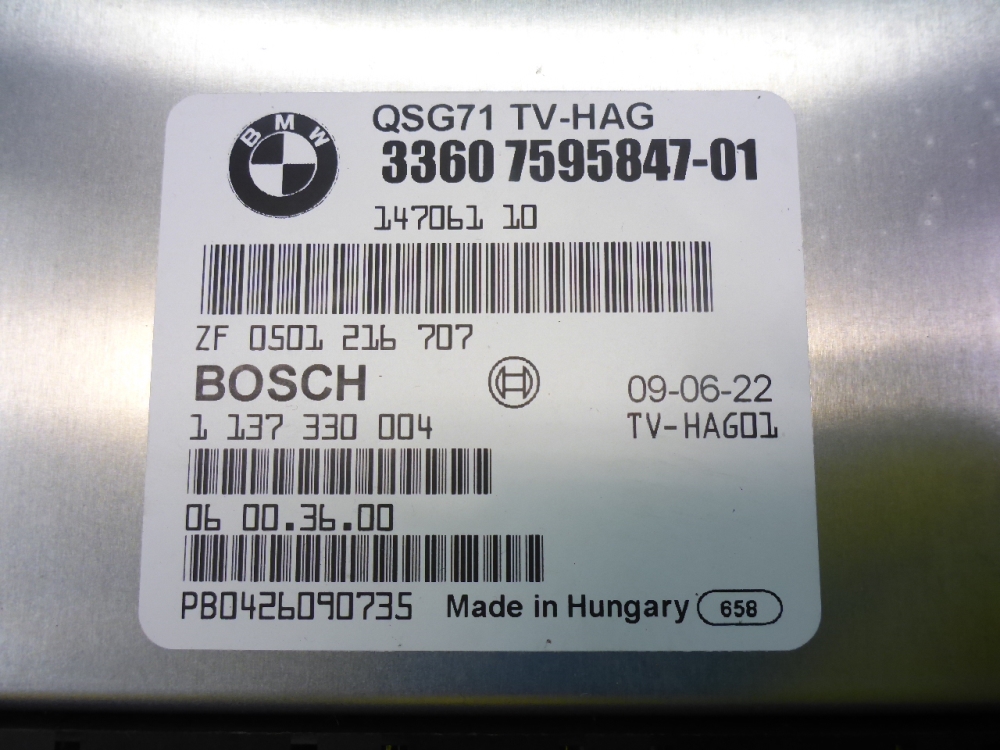 BMW
QSG71 TV-HAG
3360 7595847-01
147061 10
ZF 0501 216 707
BOSCH
09-06-22
1 137 330 004
TV-HAG01
06 00.36.00
PB0426090735
Made in Hungary 658